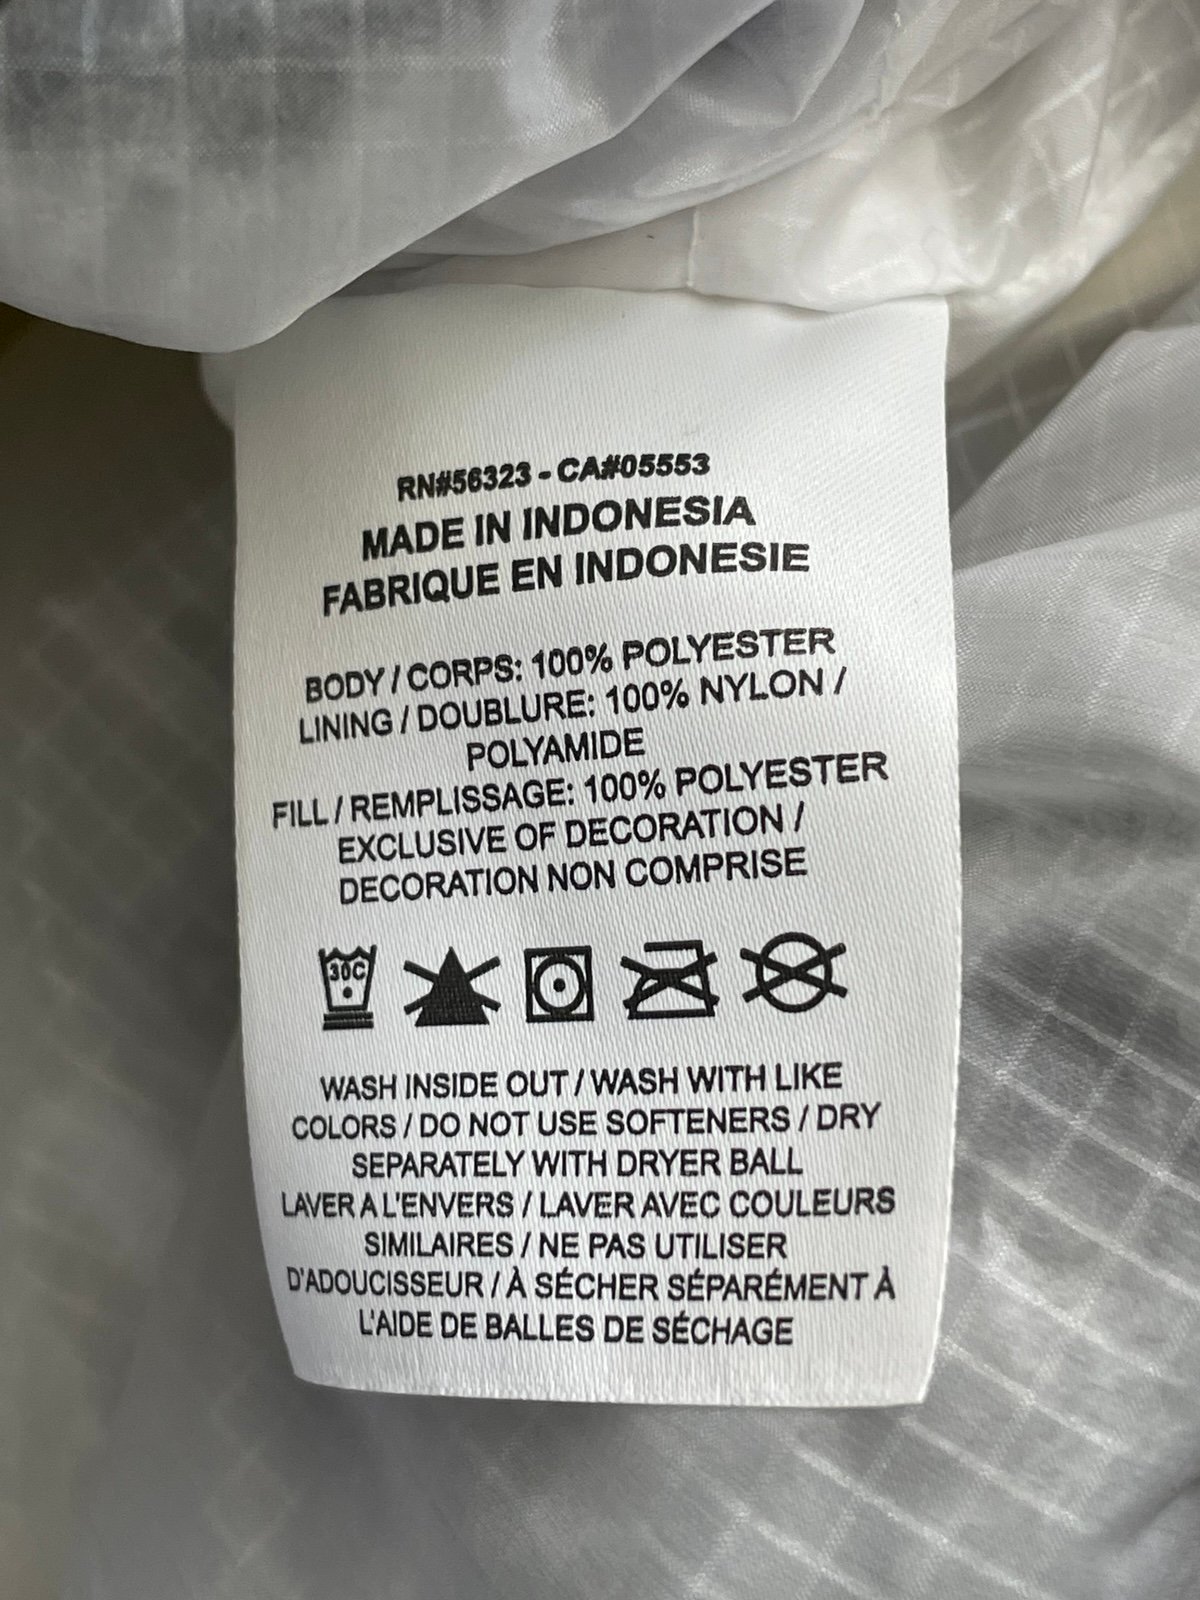 RN#56323 - CA#05553
MADE IN INDONESIA
FABRIQUE EN INDONESIE
BODY / CORPS: 100% POLYESTER
LINING / DOUBLURE: 100% NYLON /
POLYAMIDE
FILL / REMPLISSAGE: 100% POLYESTER
EXCLUSIVE OF DECORATION /
DECORATION NON COMPRISE
30C
WASH INSIDE OUT / WASH WITH LIKE
COLORS / DO NOT USE SOFTENERS / DRY
SEPARATELY WITH DRYER BALL
LAVER A L'ENVERS / LAVER AVEC COULEURS
SIMILAIRES / NE PAS UTILISER
D'ADOUCISSEUR / À SÉCHER SÉPARÉMENT À
L'AIDE DE BALLES DE SÉCHAGE